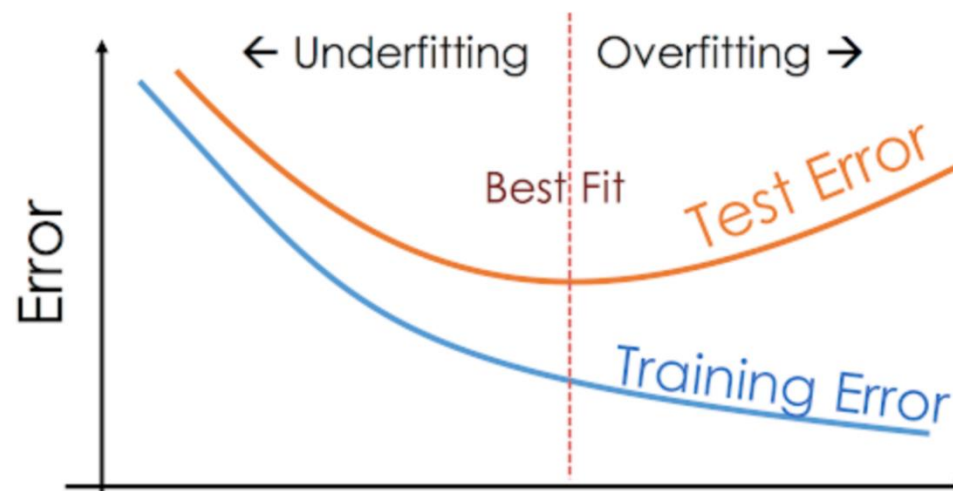 ← Underfitting
Overfitting →
Best Fit
Test Error
Error
Training Error